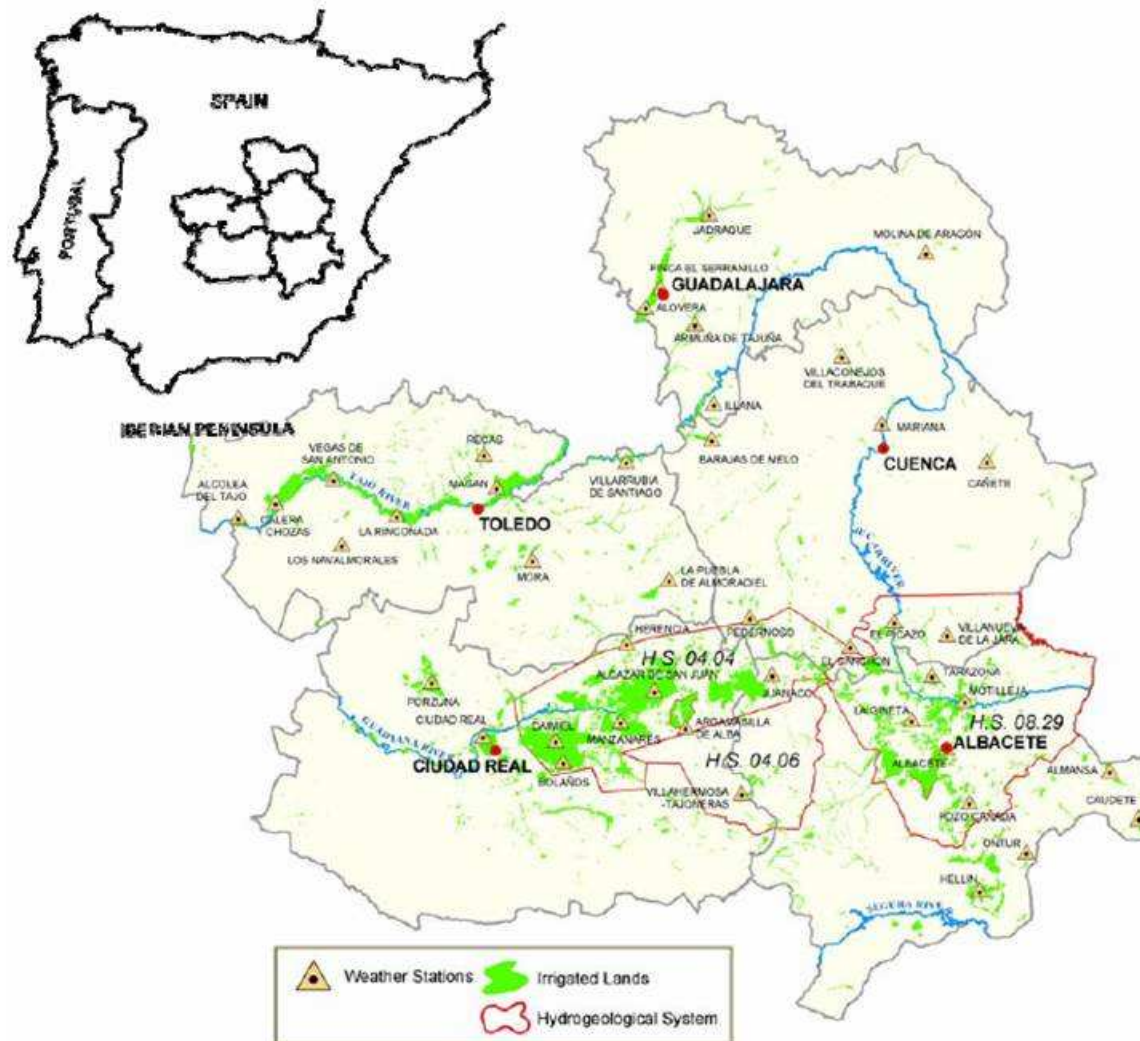 SPAIN
PORTUGAL
IBERIAN PENINSULA
JADRAQUE
MOLINA DE ARAGÓN
FINCA EL SERRANILLO
GUADALAJARA
ALOVERA
ARMUÑA DE TAJUÑA
VILLACONEJOS
DEL TRABAQUE
ILLANA
MARIANA
BARAJAS DE MELO
CUENCA
CAÑETE
VEGAS DE
SAN ANTONIO
RECAS
ALCOLEA
DEL TAJO
TAJO RIVER
MAGAN
VILLARRUBIA
DE SANTIAGO
CALERA
CHOZAS
LA RINCONADA
TOLEDO
LOS NAVALMORALES
MORA
LA PUEBLA
DE ALMORADIEL
JUCAR RIVER
HERENCIA
PEDERNOSO
EL PICAZO
VILLANUEVA
DE LA JARA
H.S. 04.04
EL SANCHON
ALCAZAR DE SAN JUAN
TARAZONA
PORZUNA
JUANACO
MOTILLEJA
CIUDAD REAL
DAIMIEL
MANZANARES
ARGAMASILLA
DE ALBA
LA GINETA
H.S. 08.29
GUADIANA RIVER
CIUDAD REAL
H.S. 04.06
ALBACETE
ALBACETE
BOLAÑOS
VILLAHERMOSA
-TAJONERAS
ALMANSA
POZO CAÑADA
CAUDETE
ONTUR
HELLIN
SEGURA RIVER
Weather Stations
Irrigated Lands
Hydrogeological System